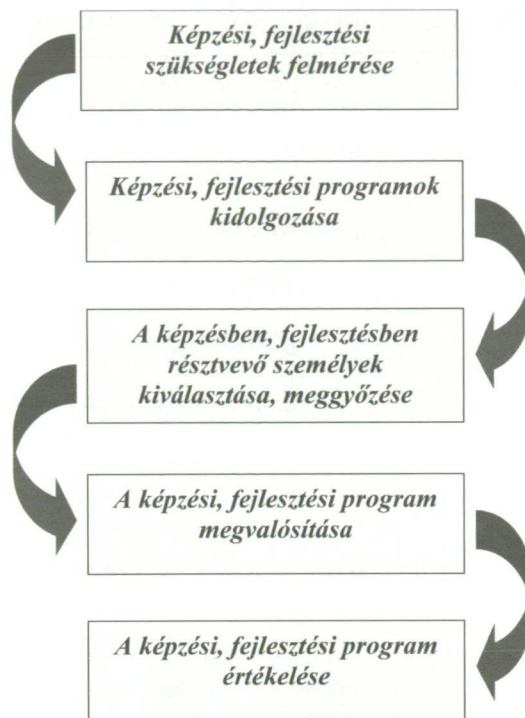 Képzési, fejlesztési
szükségletek felmérése
Képzési, fejlesztési programok
kidolgozása
A képzésben, fejlesztésben
résztvevő személyek
kiválasztása, meggyőzése
A képzési, fejlesztési program
megvalósítása
A képzési, fejlesztési program
értékelése